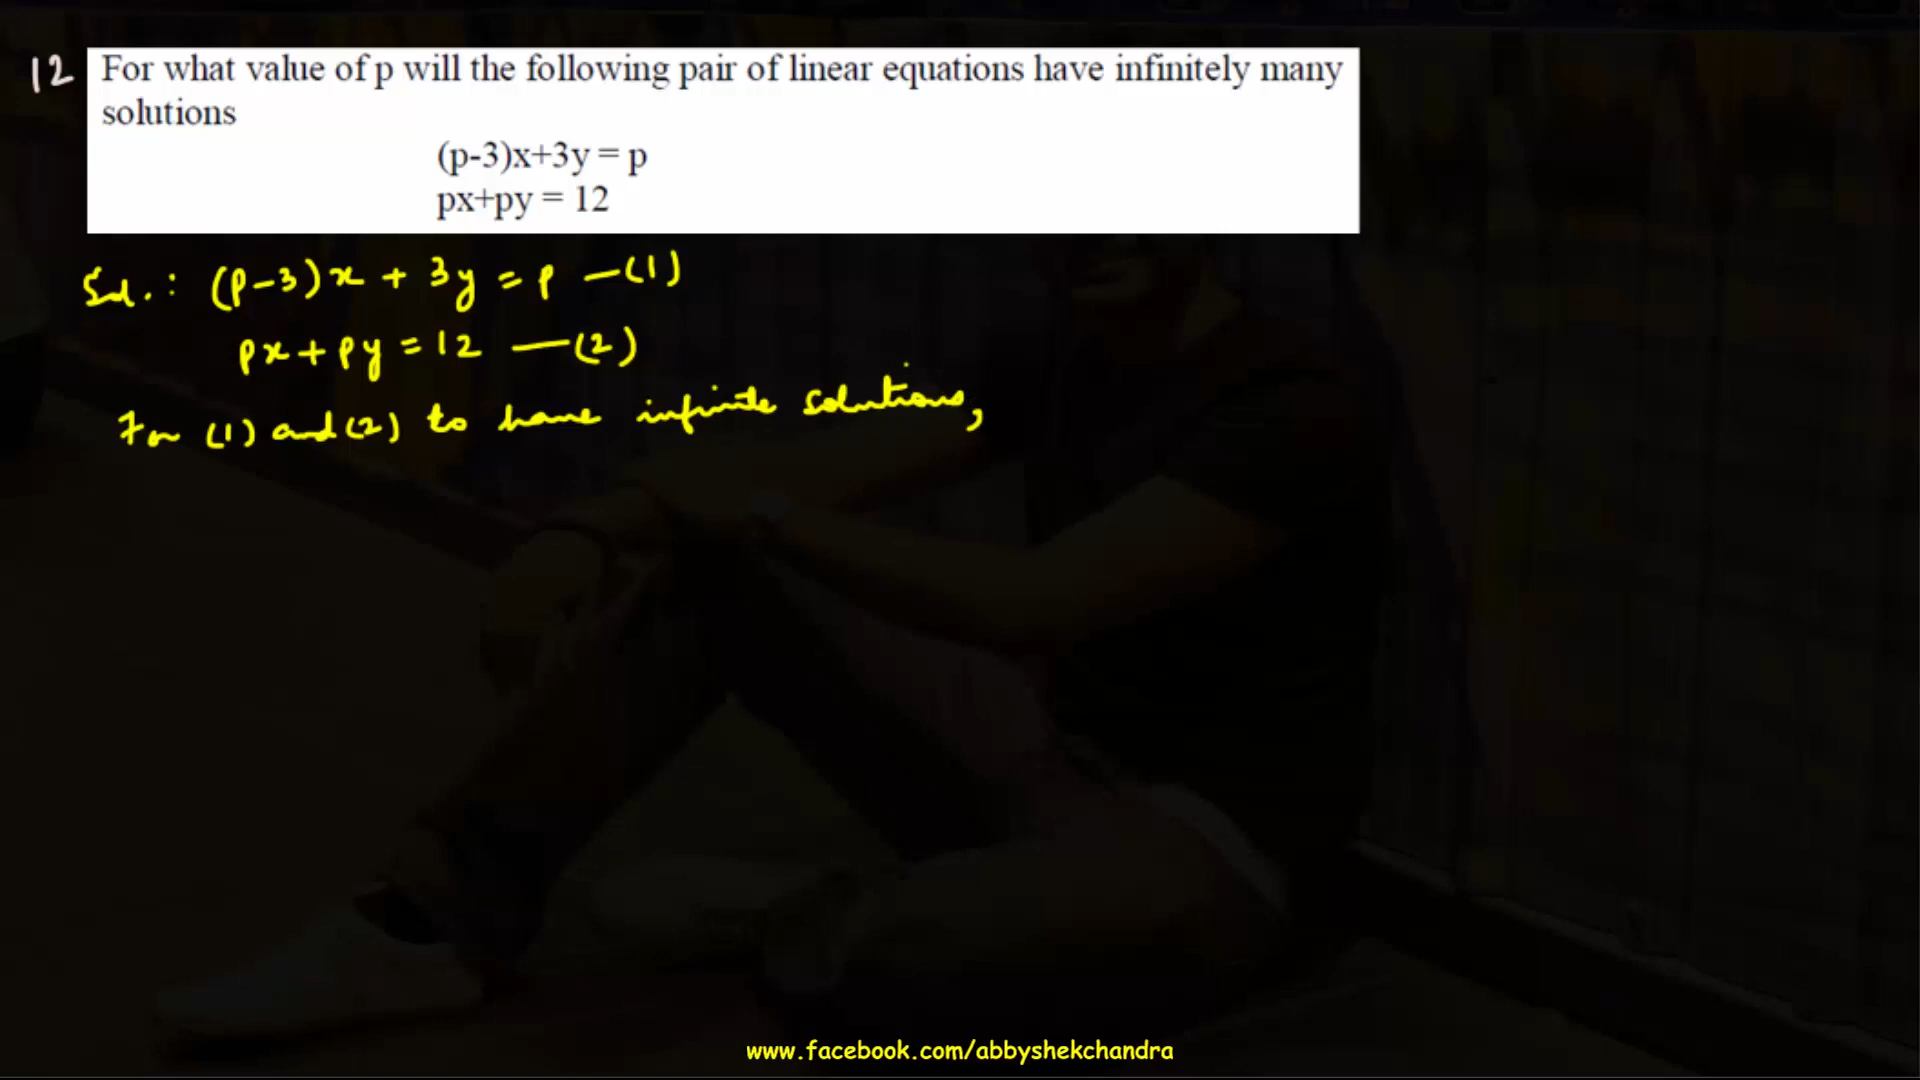 12 For what value of p will the following pair of linear equations have infinitely many
solutions
(p-3)x+3y = p
px+py = 12
Sol. : (p-3)x + 3y = p —(1)
px + py = 12 —(2)
For (1) and (2) to have infinite solutions,
www.facebook.com/abbyshekchandra